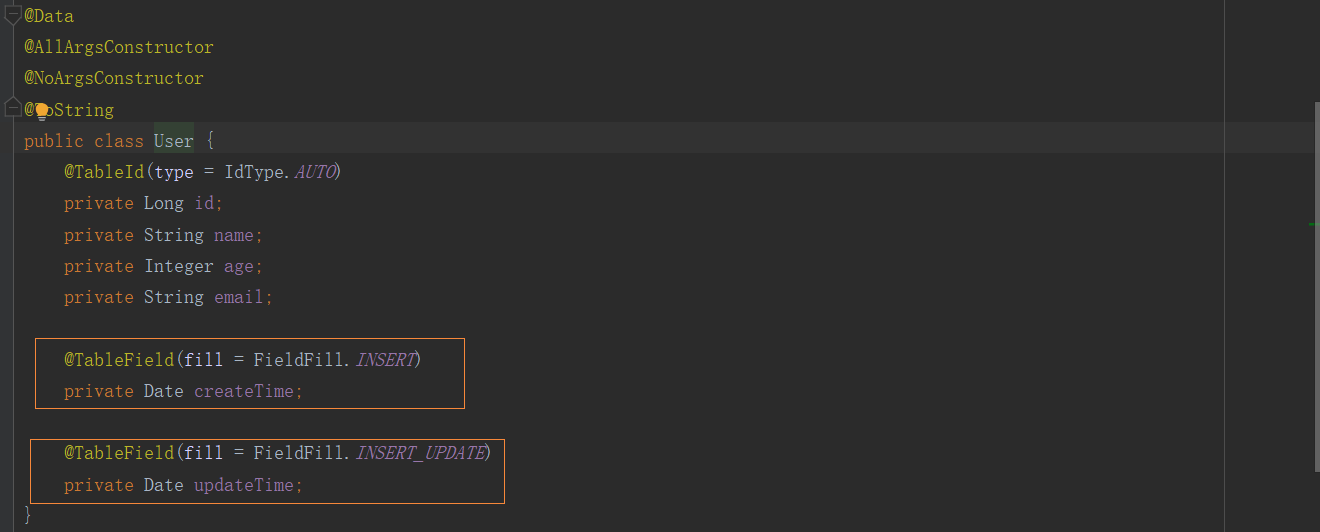 @Data
@AllArgsConstructor
@NoArgsConstructor
@ToString
public class User {
@TableId(type = IdType.AUTO)
private Long id;
private String name;
private Integer age;
private String email;
@TableField(fill = FieldFill.INSERT)
private Date createTime;
@TableField(fill = FieldFill.INSERT_UPDATE)
private Date updateTime;
}